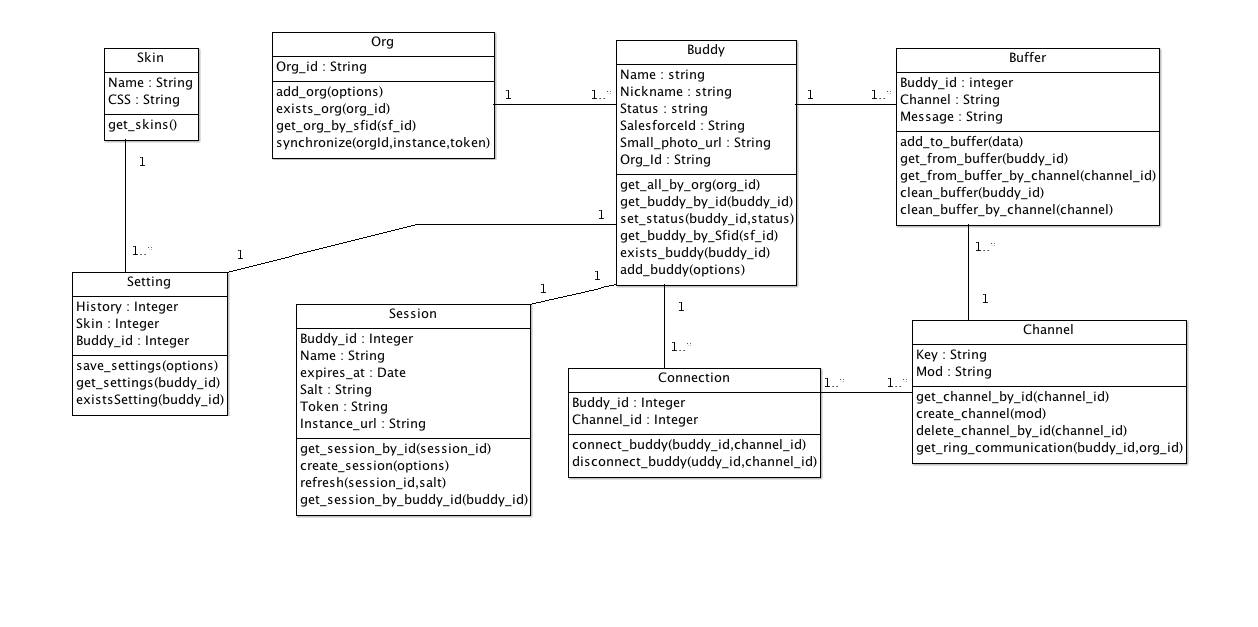 Skin
Name : String
CSS : String
get_skins()
Org
Org_id : String
add_org(options)
exists_org(org_id)
get_org_by_sfid(sf_id)
synchronize(orgId,instance,token)
1
1..*
Buddy
Name : string
Nickname : string
Status : string
SalesforceId : String
Small_photo_url : String
Org_Id : String
get_all_by_org(org_id)
get_buddy_by_id(buddy_id)
set_status(buddy_id,status)
get_buddy_by_Sfid(sf_id)
exists_buddy(buddy_id)
add_buddy(options)
1
1..*
Buffer
Buddy_id : integer
Channel : String
Message : String
add_to_buffer(data)
get_from_buffer(buddy_id)
get_from_buffer_by_channel(channel_id)
clean_buffer(buddy_id)
clean_buffer_by_channel(channel)
1
1..*
1
1
1
1
1..*
1
1
1..*
Setting
History : Integer
Skin : Integer
Buddy_id : Integer
save_settings(options)
get_settings(buddy_id)
existsSetting(buddy_id)
Session
Buddy_id : Integer
Name : String
expires_at : Date
Salt : String
Token : String
Instance_url : String
get_session_by_id(session_id)
create_session(options)
refresh(session_id,salt)
get_session_by_buddy_id(buddy_id)
Connection
Buddy_id : Integer
Channel_id : Integer
connect_buddy(buddy_id,channel_id)
disconnect_buddy(uddy_id,channel_id)
1..*
1..*
Channel
Key : String
Mod : String
get_channel_by_id(channel_id)
create_channel(mod)
delete_channel_by_id(channel_id)
get_ring_communication(buddy_id,org_id)